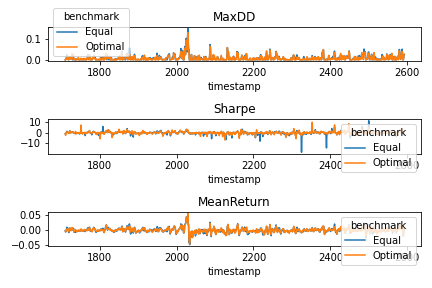 MaxDD
benchmark
Equal
Optimal
0.1
0.0
1800 2000 2200 2400 2600
timestamp
Sharpe
10
0
−10
benchmark
Equal
Optimal
1800 2000 2200 2400
timestamp
MeanReturn
0.05
0.00
−0.05
benchmark
Equal
Optimal
1800 2000 2200 2400
timestamp